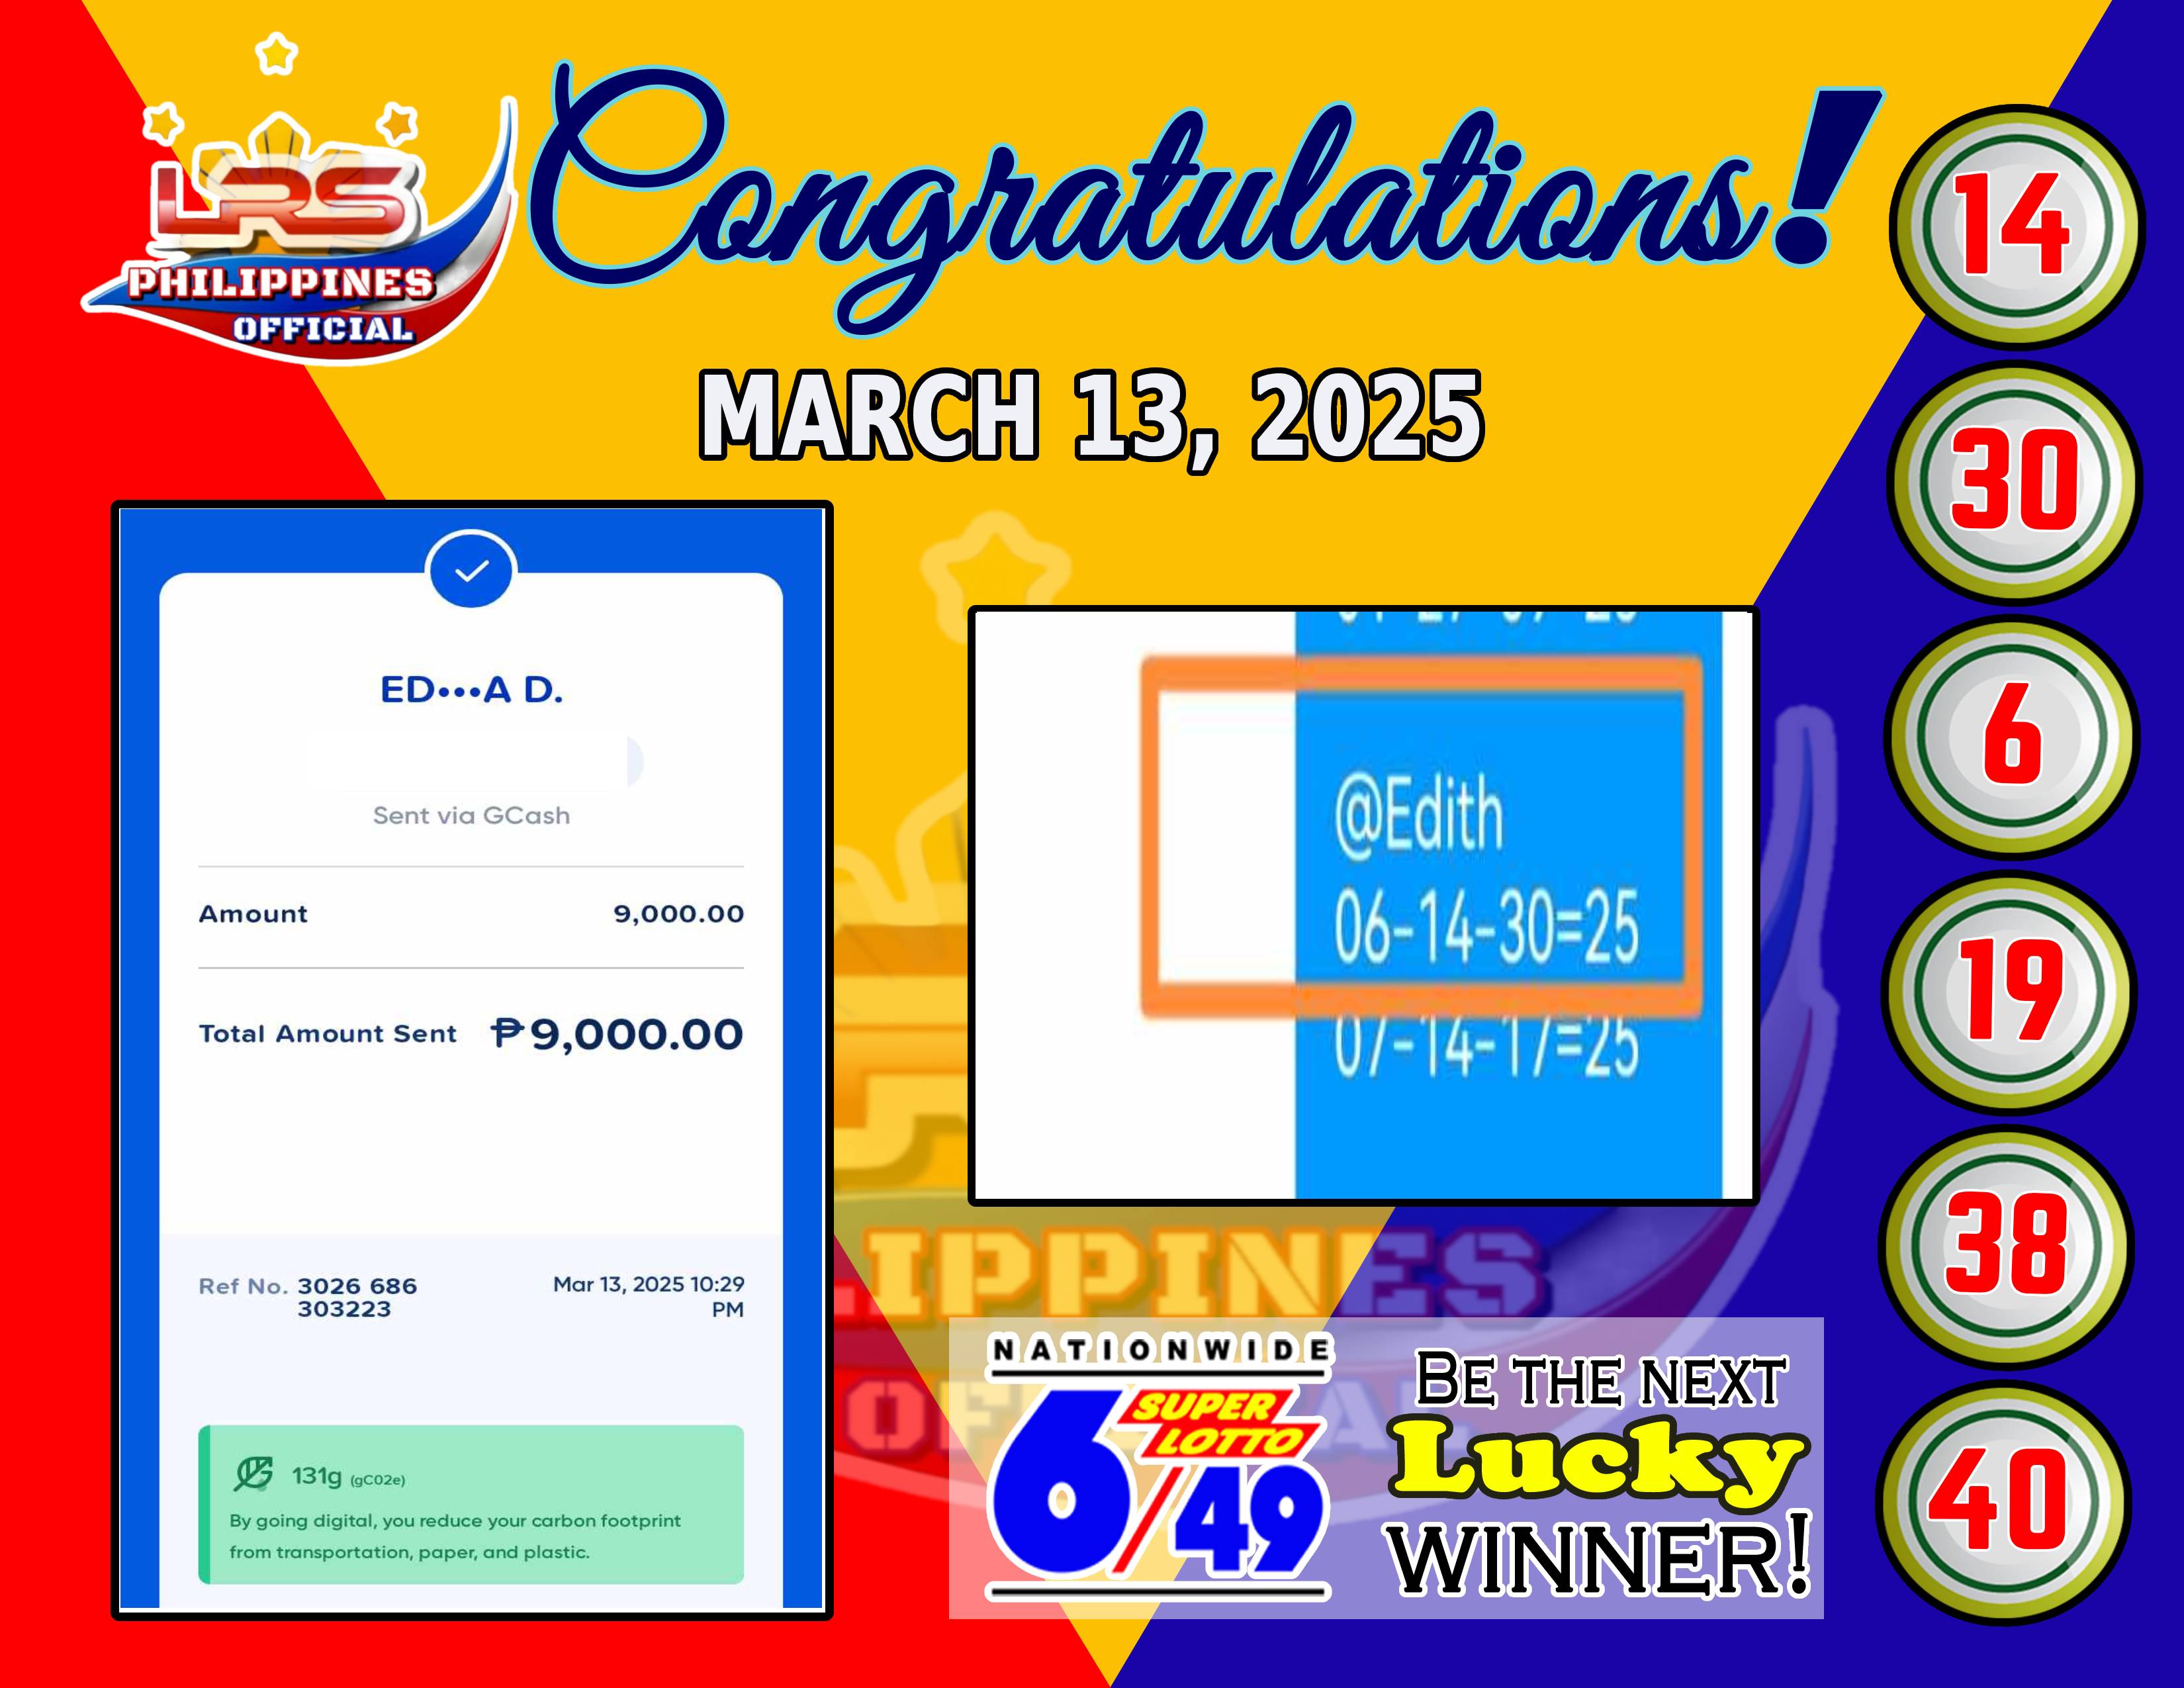 LRS
PHILIPPINES
OFFICIAL
Congratulations!
MARCH 13, 2025
ED•••A D.
Sent via GCash
Amount 9,000.00
Total Amount Sent ₱9,000.00
Ref No. 3026 686 303223
Mar 13, 2025 10:29 PM
131g (gCO2e)
By going digital, you reduce your carbon footprint
from transportation, paper, and plastic.
@Edith
06-14-30=25
07-14-17=25
LIPPINES
NATIONWIDE
SUPER
LOTTO
6/49
BE THE NEXT
Lucky
WINNER!
14
30
6
19
38
40